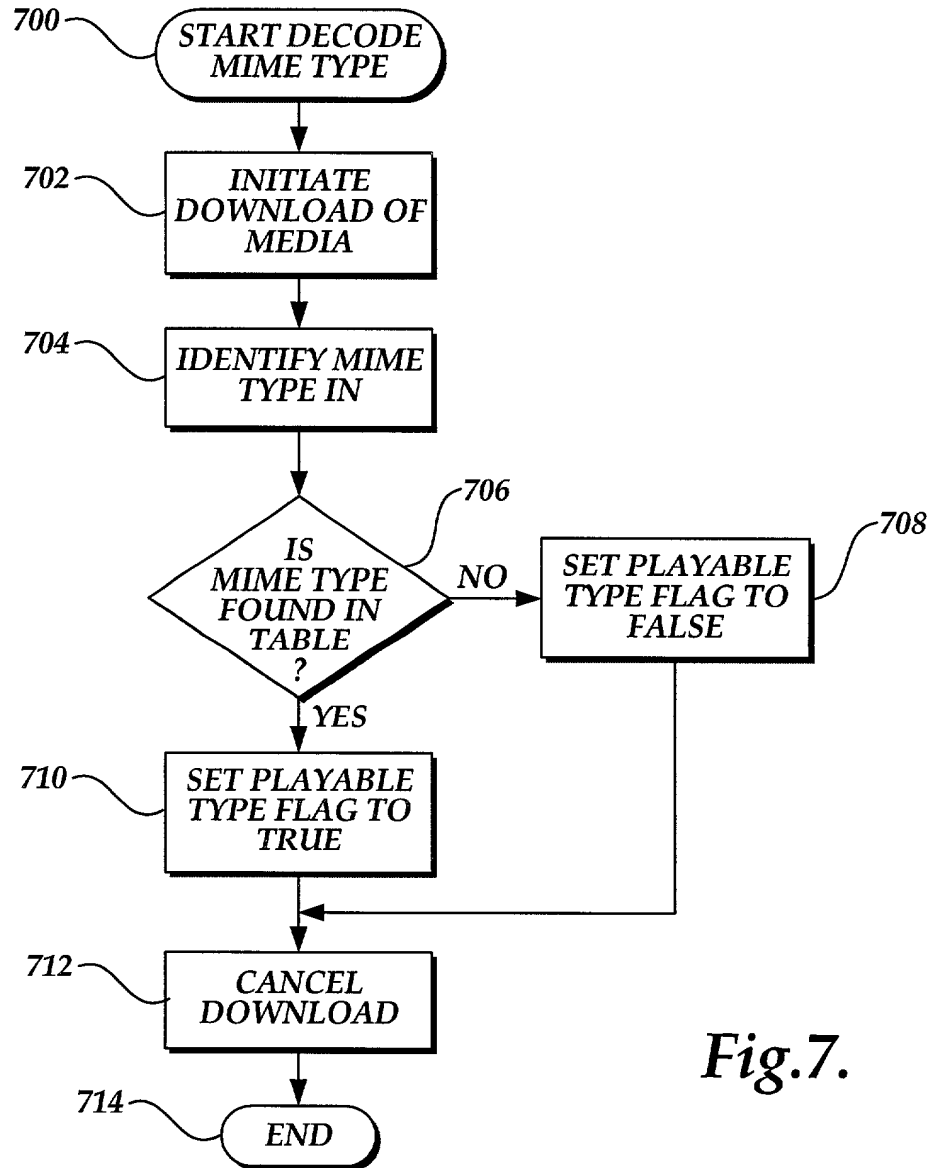 700
START DECODE
MIME TYPE
702
INITIATE
DOWNLOAD OF
MEDIA
704
IDENTIFY MIME
TYPE IN
706
IS
MIME TYPE
FOUND IN
TABLE
?
NO
708
SET PLAYABLE
TYPE FLAG TO
FALSE
YES
710
SET PLAYABLE
TYPE FLAG TO
TRUE
712
CANCEL
DOWNLOAD
714
END
Fig.7.